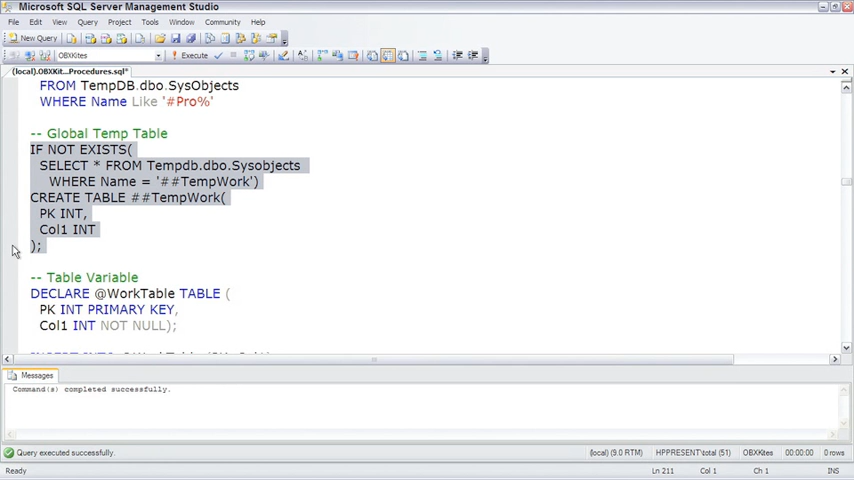 Microsoft SQL Server Management Studio
File Edit View Query Project Tools Window Community Help
New Query
OBXKites Execute
(local).OBXKit...Procedures.sql*
FROM TempDB.dbo.SysObjects
WHERE Name Like '#Pro%'
-- Global Temp Table
IF NOT EXISTS(
SELECT * FROM Tempdb.dbo.Sysobjects
WHERE Name = '##TempWork')
CREATE TABLE ##TempWork(
PK INT,
Col1 INT
);
-- Table Variable
DECLARE @WorkTable TABLE (
PK INT PRIMARY KEY,
Col1 INT NOT NULL);
Messages
Command(s) completed successfully.
Query executed successfully. (local) (9.0 RTM) HPPRESENT\total (51) OBXKites 00:00:00 0 rows
Ready Ln 211 Col 1 Ch 1 INS